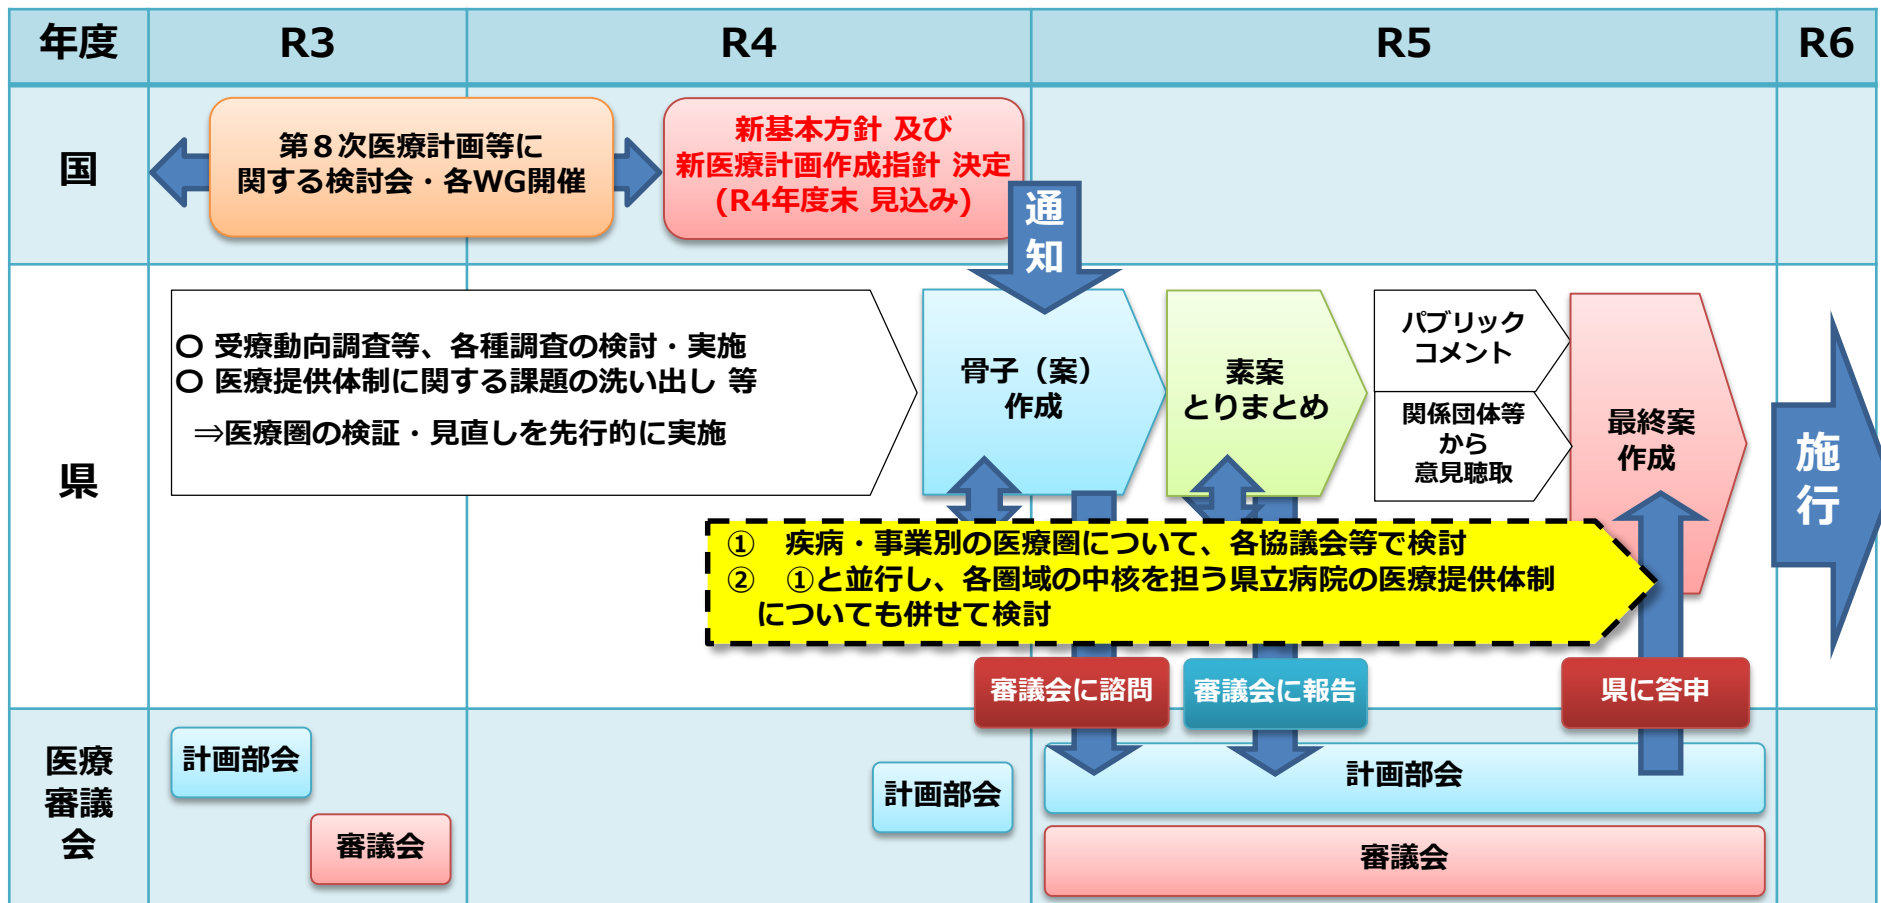 年度
R3
R4
R5
R6
国
第８次医療計画等に
関する検討会・各WG開催
新基本方針 及び
新医療計画作成指針 決定
(R4年度末 見込み)
通
知
県
〇 受療動向調査等、各種調査の検討・実施
〇 医療提供体制に関する課題の洗い出し 等
⇒医療圏の検証・見直しを先行的に実施
骨子（案）
作成
素案
とりまとめ
パブリック
コメント
関係団体等
から
意見聴取
最終案
作成
施
行
① 疾病・事業別の医療圏について、各協議会等で検討
② ①と並行し、各圏域の中核を担う県立病院の医療提供体制
についても併せて検討
審議会に諮問
審議会に報告
県に答申
医療
審議
会
計画部会
審議会
計画部会
計画部会
審議会